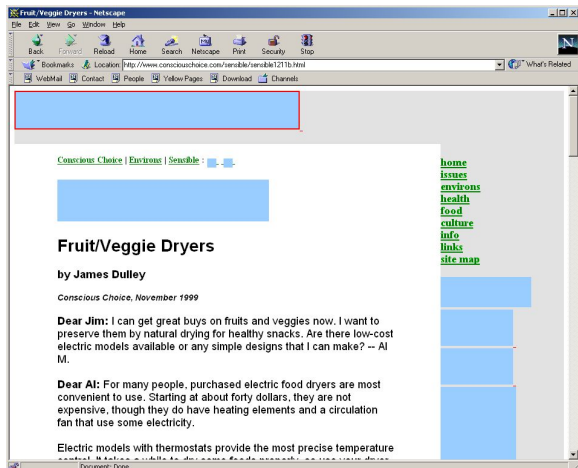 Fruit/Veggie Dryers - Netscape
File Edit View Go Window Help
Back Forward Reload Home Search Netscape Print Security Stop
Bookmarks Location: http://www.consciouschoice.com/sensible/sensible1211b.html What's Related
WebMail Contact People Yellow Pages Download Channels
Conscious Choice | Environs | Sensible :
home
issues
environs
health
food
culture
info
links
site map
Fruit/Veggie Dryers
by James Dulley
Conscious Choice, November 1999
Dear Jim: I can get great buys on fruits and veggies now. I want to
preserve them by natural drying for healthy snacks. Are there low-cost
electric models available or any simple designs that I can make? -- Al
M.
Dear Al: For many people, purchased electric food dryers are most
convenient to use. Starting at about forty dollars, they are not
expensive, though they do have heating elements and a circulation
fan that use some electricity.
Electric models with thermostats provide the most precise temperature
Document: Done